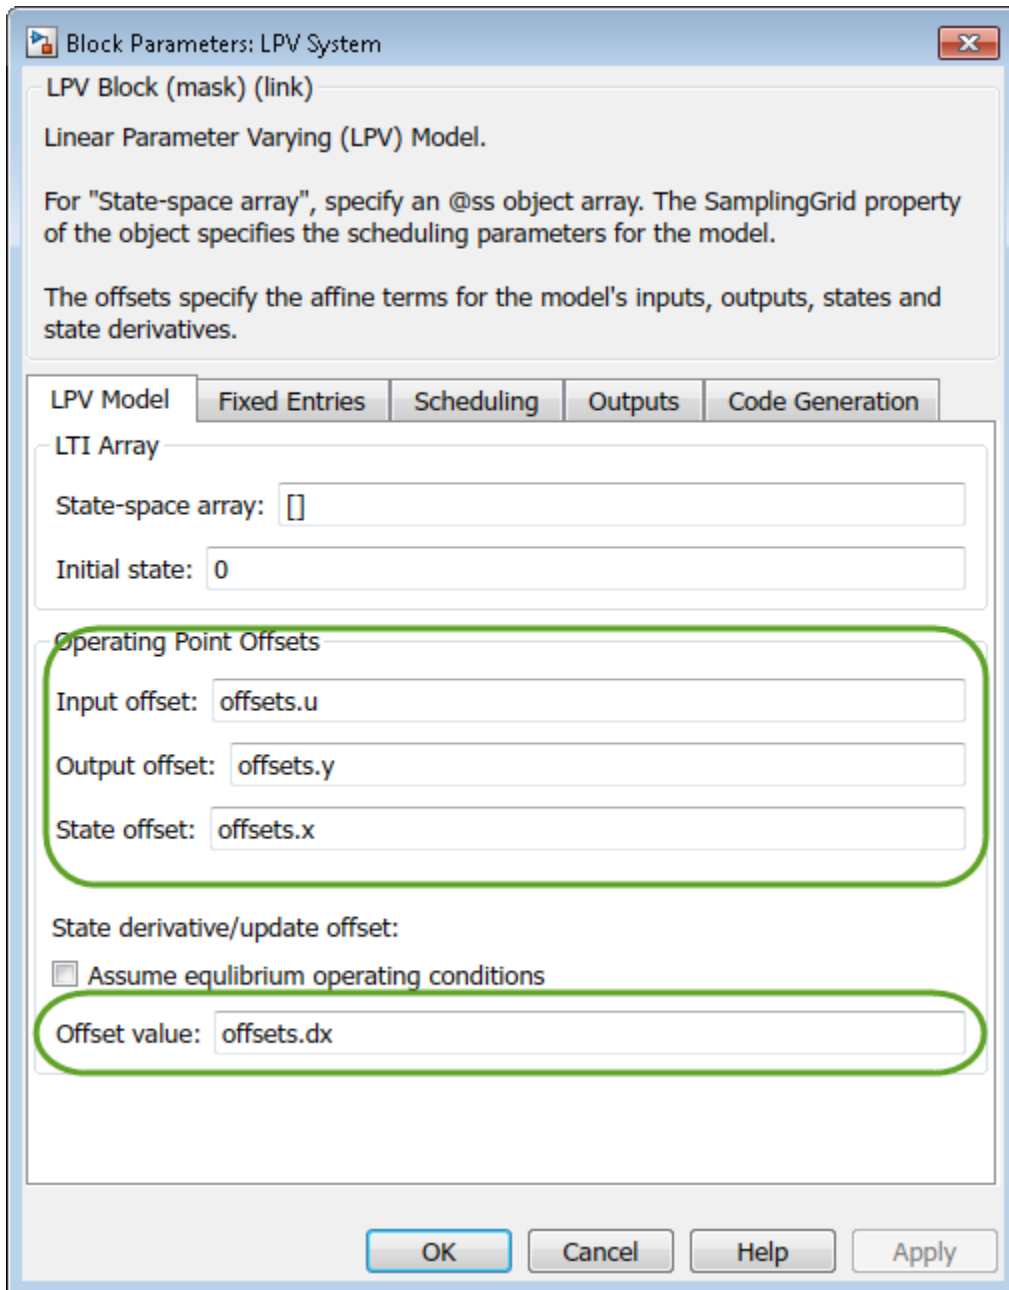 Block Parameters: LPV System
LPV Block (mask) (link)
Linear Parameter Varying (LPV) Model.
For "State-space array", specify an @ss object array. The SamplingGrid property
of the object specifies the scheduling parameters for the model.
The offsets specify the affine terms for the model's inputs, outputs, states and
state derivatives.
LPV Model Fixed Entries Scheduling Outputs Code Generation
LTI Array
State-space array: []
Initial state: 0
Operating Point Offsets
Input offset: offsets.u
Output offset: offsets.y
State offset: offsets.x
State derivative/update offset:
Assume equlibrium operating conditions
Offset value: offsets.dx
OK Cancel Help Apply